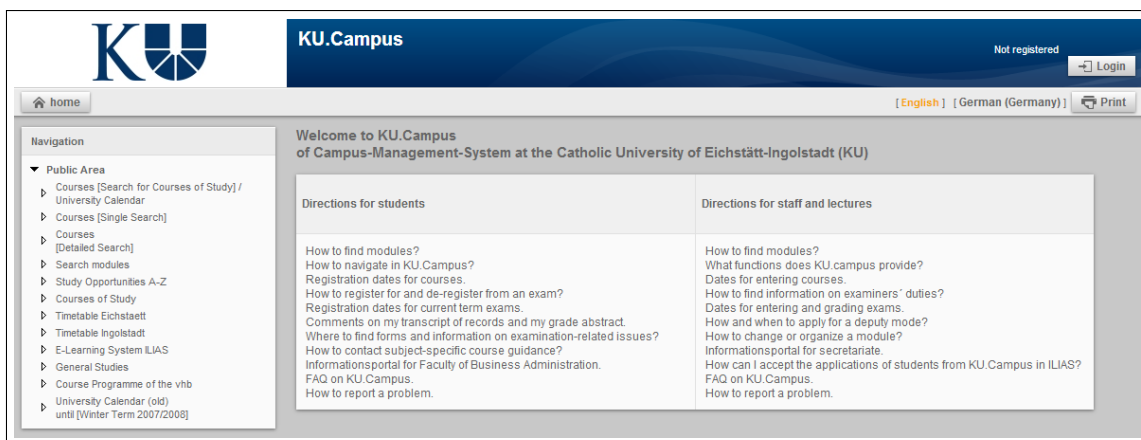 KU
KU.Campus
Not registered
Login
home
[ English ] [ German (Germany) ]
Print
Navigation
Public Area
Courses [Search for Courses of Study] /
University Calendar
Courses [Single Search]
Courses
[Detailed Search]
Search modules
Study Opportunities A-Z
Courses of Study
Timetable Eichstaett
Timetable Ingolstadt
E-Learning System ILIAS
General Studies
Course Programme of the vhb
University Calendar (old)
until [Winter Term 2007/2008]
Welcome to KU.Campus
of Campus-Management-System at the Catholic University of Eichstätt-Ingolstadt (KU)
Directions for students
How to find modules?
How to navigate in KU.Campus?
Registration dates for courses.
How to register for and de-register from an exam?
Registration dates for current term exams.
Comments on my transcript of records and my grade abstract.
Where to find forms and information on examination-related issues?
How to contact subject-specific course guidance?
Informationsportal for Faculty of Business Administration.
FAQ on KU.Campus.
How to report a problem.
Directions for staff and lectures
How to find modules?
What functions does KU.campus provide?
Dates for entering courses.
How to find information on examiners´ duties?
Dates for entering and grading exams.
How and when to apply for a deputy mode?
How to change or organize a module?
Informationsportal for secretariate.
How can I accept the applications of students from KU.Campus in ILIAS?
FAQ on KU.Campus.
How to report a problem.